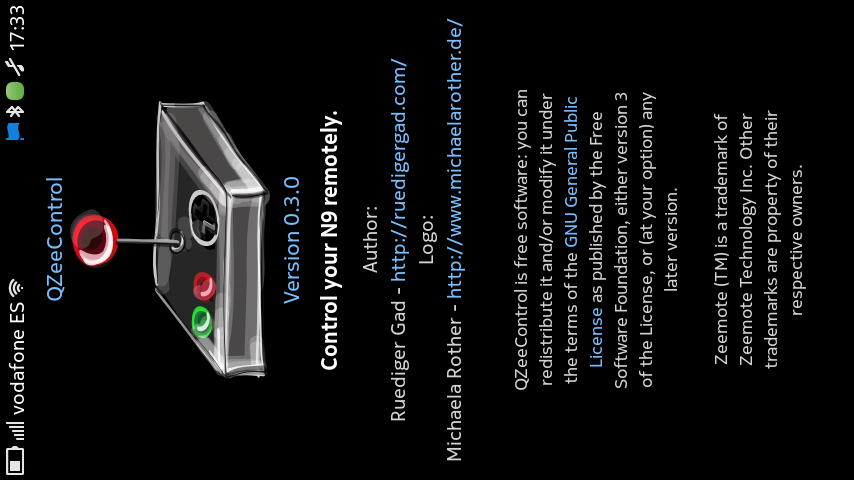 vodafone ES 17:33
QZeeControl
Version 0.3.0
Control your N9 remotely.
Author:
Ruediger Gad - http://ruedigergad.com/
Logo:
Michaela Rother - http://www.michaelarother.de/
QZeeControl is free software: you can
redistribute it and/or modify it under
the terms of the GNU General Public
License as published by the Free
Software Foundation, either version 3
of the License, or (at your option) any
later version.
Zeemote (TM) is a trademark of
Zeemote Technology Inc. Other
trademarks are property of their
respective owners.